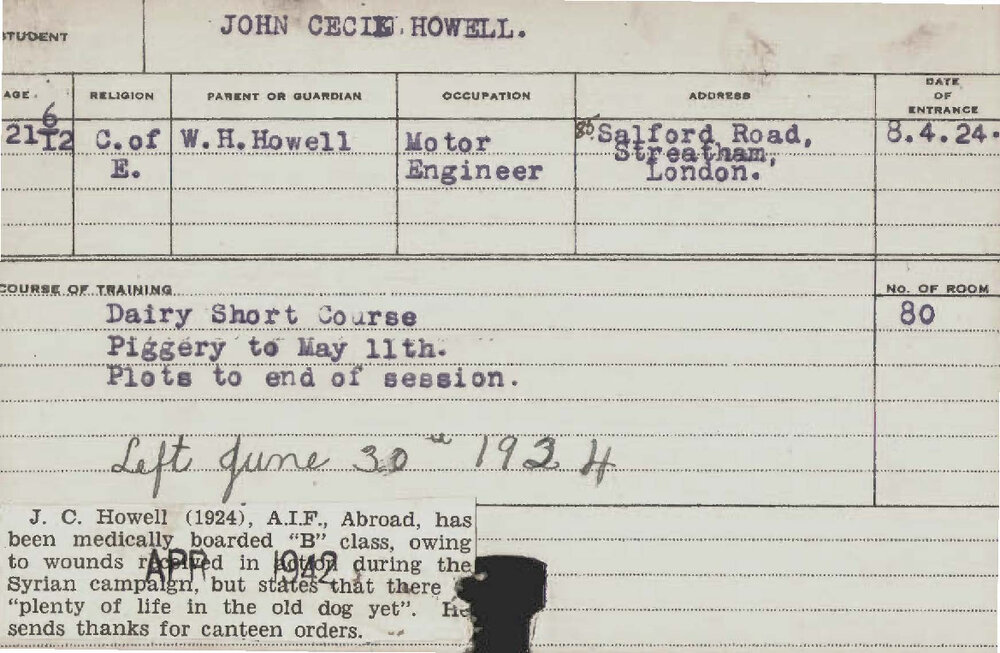 STUDENT JOHN CECIL HOWELL.
AGE. RELIGION PARENT OR GUARDIAN OCCUPATION ADDRESS DATE OF ENTRANCE
21 6/12 C. of E. W. H. Howell Motor Engineer Salford Road, Streatham, London. 8.4.24.
COURSE OF TRAINING No. OF ROOM
Dairy Short Course 80
Piggery to May 11th.
Plots to end of session.
Left June 30th 1924
J. C. Howell (1924), A.I.F., Abroad, has
been medically boarded “B” class, owing
to wounds received in action during the
APR 1942
Syrian campaign, but states that there
“plenty of life in the old dog yet”. He
sends thanks for canteen orders.